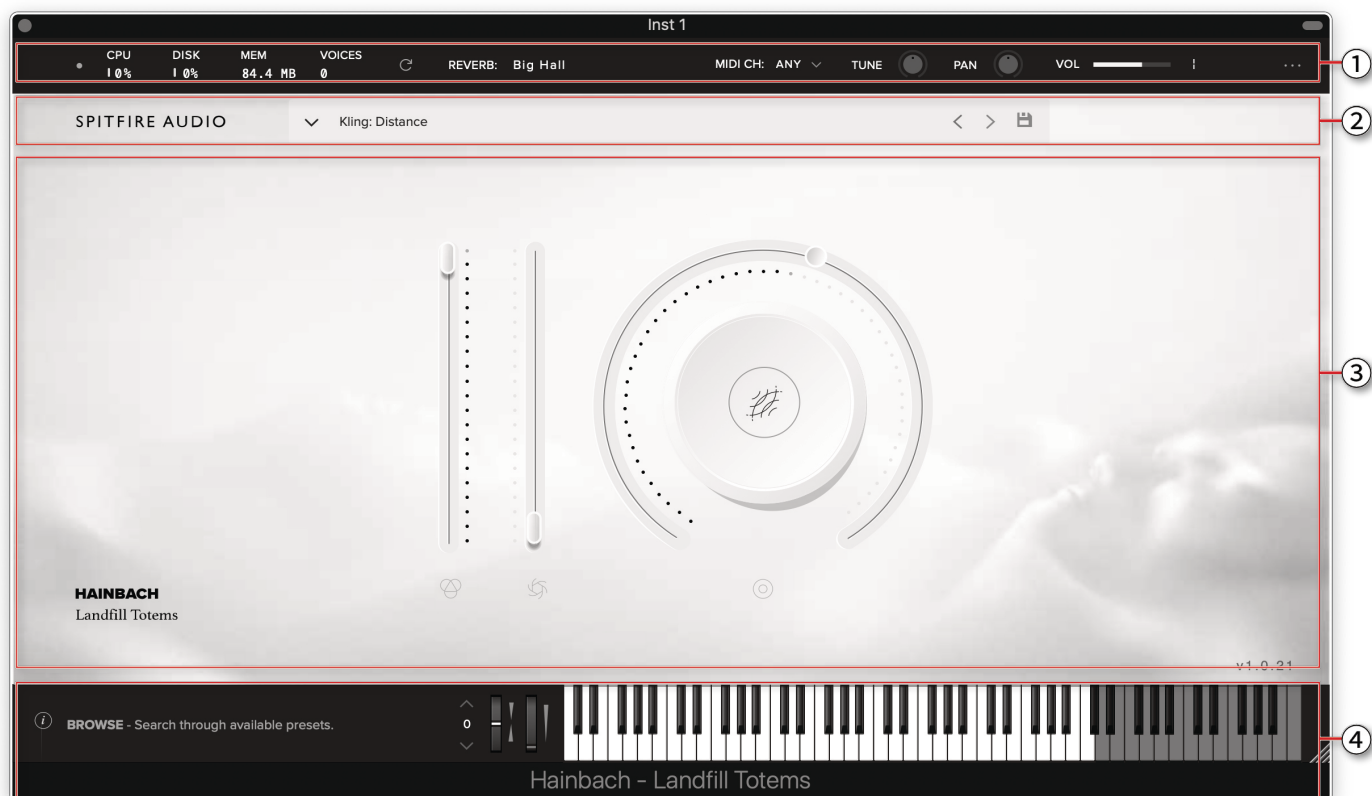 Inst 1
CPU DISK MEM VOICES
10% 10% 84.4 MB 0
REVERB: Big Hall MIDI CH: ANY TUNE PAN VOL
1
SPITFIRE AUDIO Kling: Distance
2
3
HAINBACH
Landfill Totems
v1.0.21
i BROWSE - Search through available presets. 0
4
Hainbach - Landfill Totems